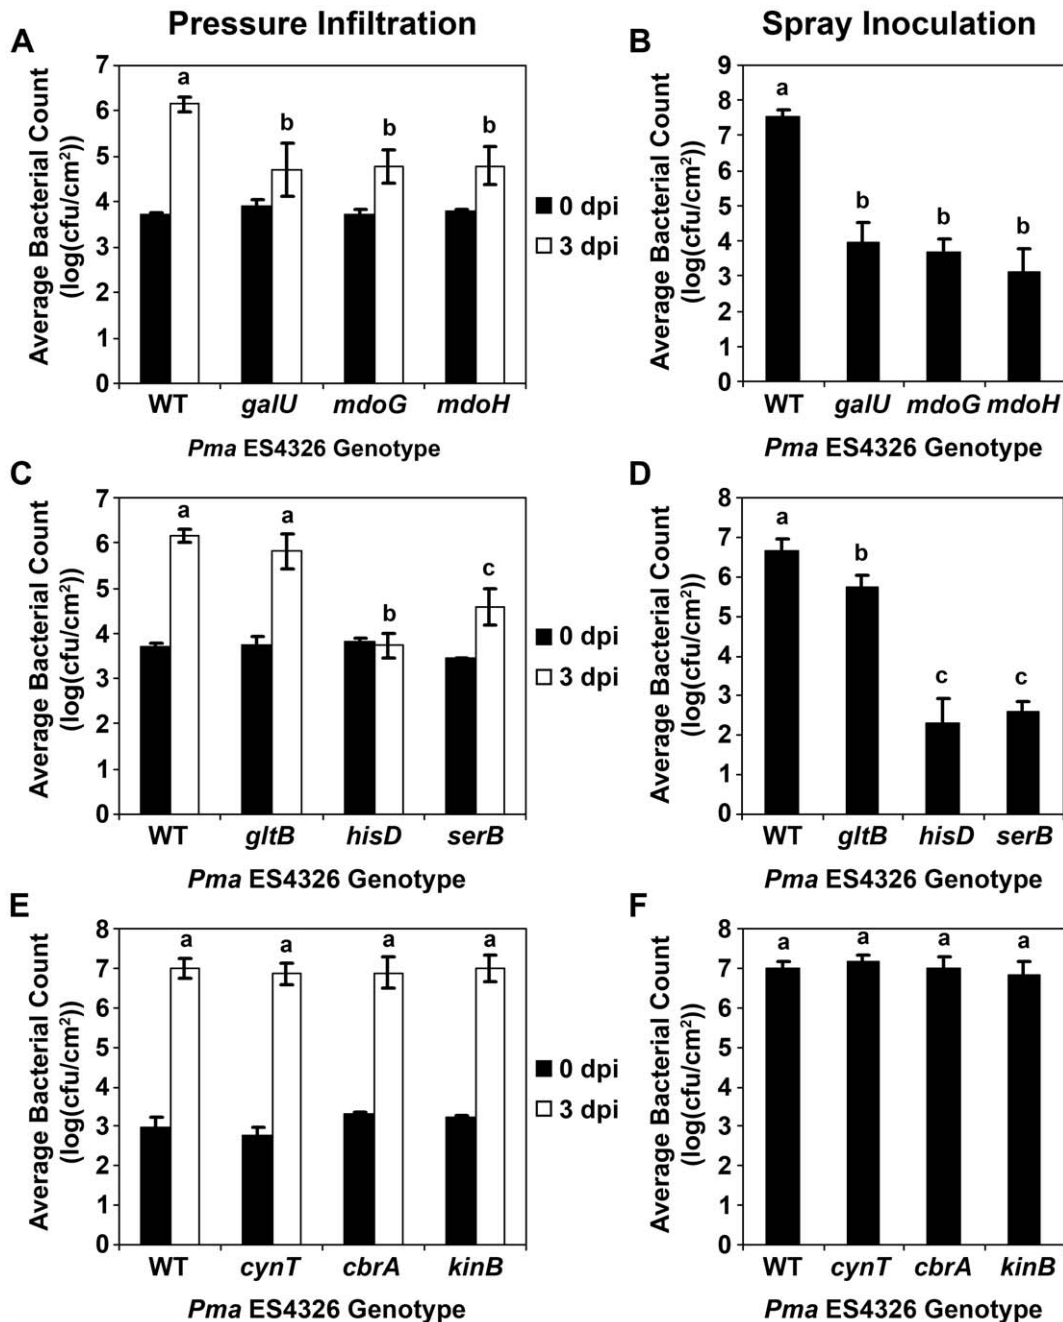 Pressure Infiltration
Spray Inoculation
A
Average Bacterial Count
(log(cfu/cm²))
7
6
5
4
3
2
1
0
a
b
b
b
WT
galU
mdoG
mdoH
Pma ES4326 Genotype
0 dpi
3 dpi
B
Average Bacterial Count
(log(cfu/cm²))
9
8
7
6
5
4
3
2
1
0
a
b
b
b
WT
galU
mdoG
mdoH
Pma ES4326 Genotype
C
Average Bacterial Count
(log(cfu/cm²))
7
6
5
4
3
2
1
0
a
a
b
c
WT
gltB
hisD
serB
Pma ES4326 Genotype
0 dpi
3 dpi
D
Average Bacterial Count
(log(cfu/cm²))
8
7
6
5
4
3
2
1
0
a
b
c
c
WT
gltB
hisD
serB
Pma ES4326 Genotype
E
Average Bacterial Count
(log(cfu/cm²))
8
7
6
5
4
3
2
1
0
a
a
a
a
WT
cynT
cbrA
kinB
Pma ES4326 Genotype
0 dpi
3 dpi
F
Average Bacterial Count
(log(cfu/cm²))
8
7
6
5
4
3
2
1
0
a
a
a
a
WT
cynT
cbrA
kinB
Pma ES4326 Genotype